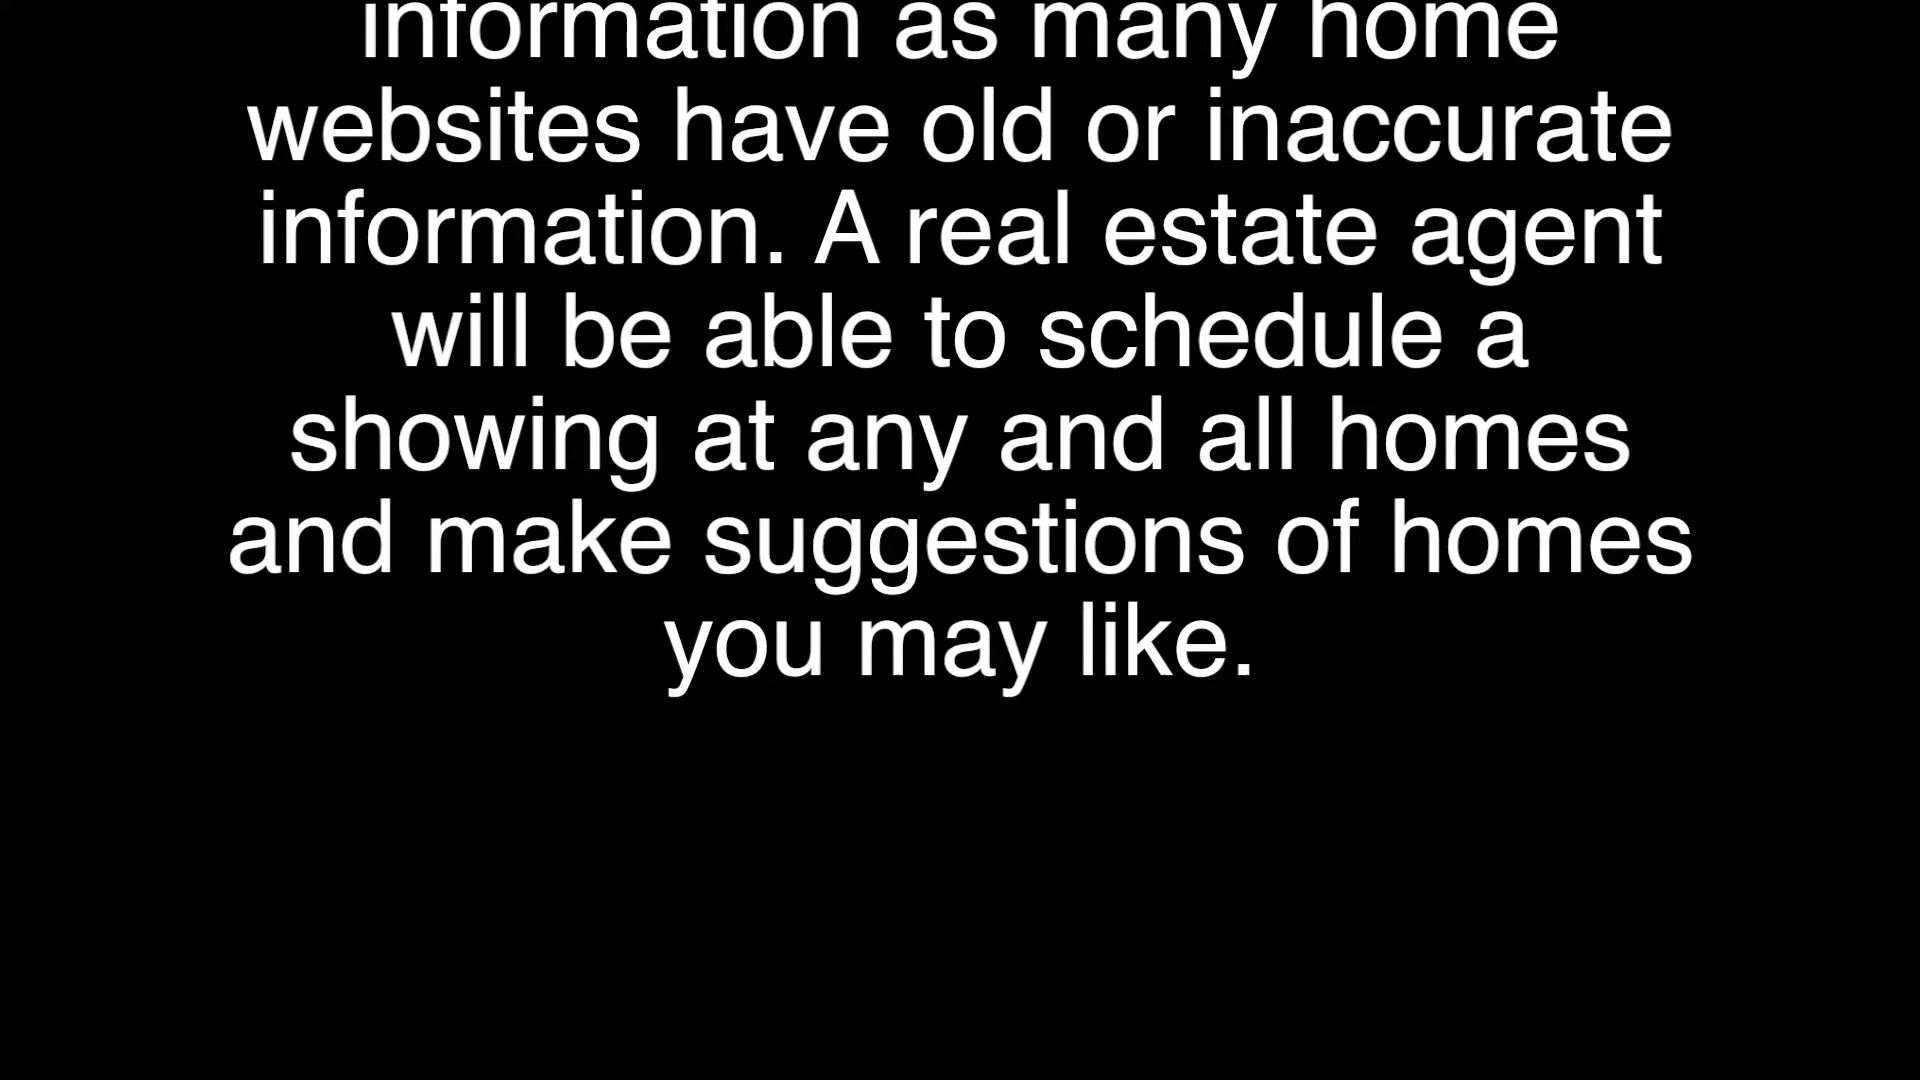 information as many home
websites have old or inaccurate
information. A real estate agent
will be able to schedule a
showing at any and all homes
and make suggestions of homes
you may like.